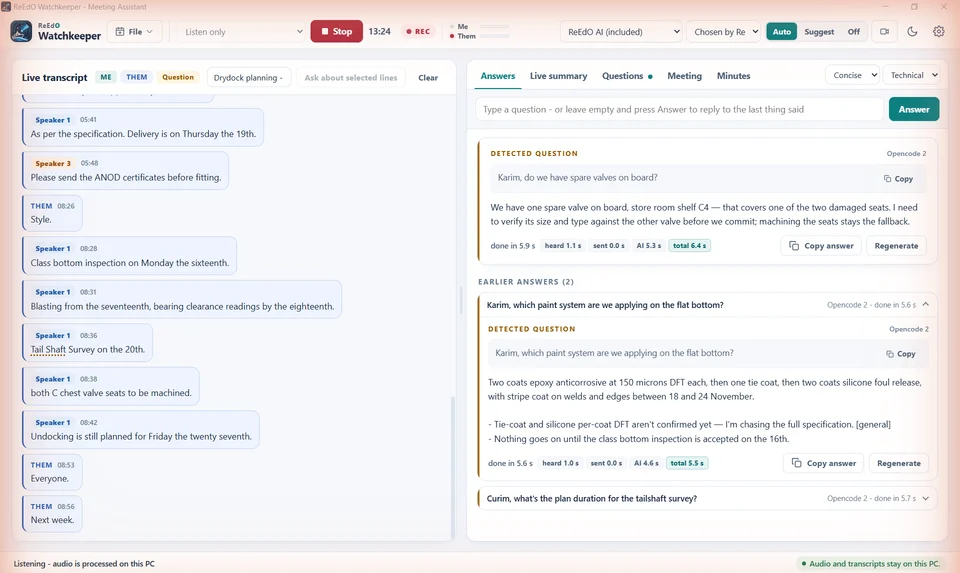 ReEdO Watchkeeper - Meeting Assistant
ReEdO
Watchkeeper
File
Listen only
Stop
13:24
REC
Me
Them
ReEdO AI (included)
Chosen by Re
Auto
Suggest
Off
Live transcript
ME
THEM
Question
Drydock planning -
Ask about selected lines
Clear
Speaker 1 05:41
As per the specification. Delivery is on Thursday the 19th.
Speaker 3 05:48
Please send the ANOD certificates before fitting.
THEM 08:26
Style.
Speaker 1 08:28
Class bottom inspection on Monday the sixteenth.
Speaker 1 08:31
Blasting from the seventeenth, bearing clearance readings by the eighteenth.
Speaker 1 08:36
Tail Shaft Survey on the 20th.
Speaker 1 08:38
both C chest valve seats to be machined.
Speaker 1 08:42
Undocking is still planned for Friday the twenty seventh.
THEM 08:53
Everyone.
THEM 08:56
Next week.
Answers
Live summary
Questions
Meeting
Minutes
Concise
Technical
Type a question - or leave empty and press Answer to reply to the last thing said
Answer
DETECTED QUESTION
Opencode 2
Karim, do we have spare valves on board?
Copy
We have one spare valve on board, store room shelf C4 — that covers one of the two damaged seats. I need
to verify its size and type against the other valve before we commit; machining the seats stays the fallback.
done in 5.9 s heard 1.1 s sent 0.0 s AI 5.3 s total 6.4 s
Copy answer
Regenerate
EARLIER ANSWERS (2)
Karim, which paint system are we applying on the flat bottom?
Opencode 2 - done in 5.6 s
DETECTED QUESTION
Opencode 2
Karim, which paint system are we applying on the flat bottom?
Copy
Two coats epoxy anticorrosive at 150 microns DFT each, then one tie coat, then two coats silicone foul release,
with stripe coat on welds and edges between 18 and 24 November.
- Tie-coat and silicone per-coat DFT aren't confirmed yet — I'm chasing the full specification. [general]
- Nothing goes on until the class bottom inspection is accepted on the 16th.
done in 5.6 s heard 1.0 s sent 0.0 s AI 4.6 s total 5.5 s
Copy answer
Regenerate
Curim, what's the plan duration for the tailshaft survey?
Opencode 2 - done in 5.7 s
Listening - audio is processed on this PC
Audio and transcripts stay on this PC.